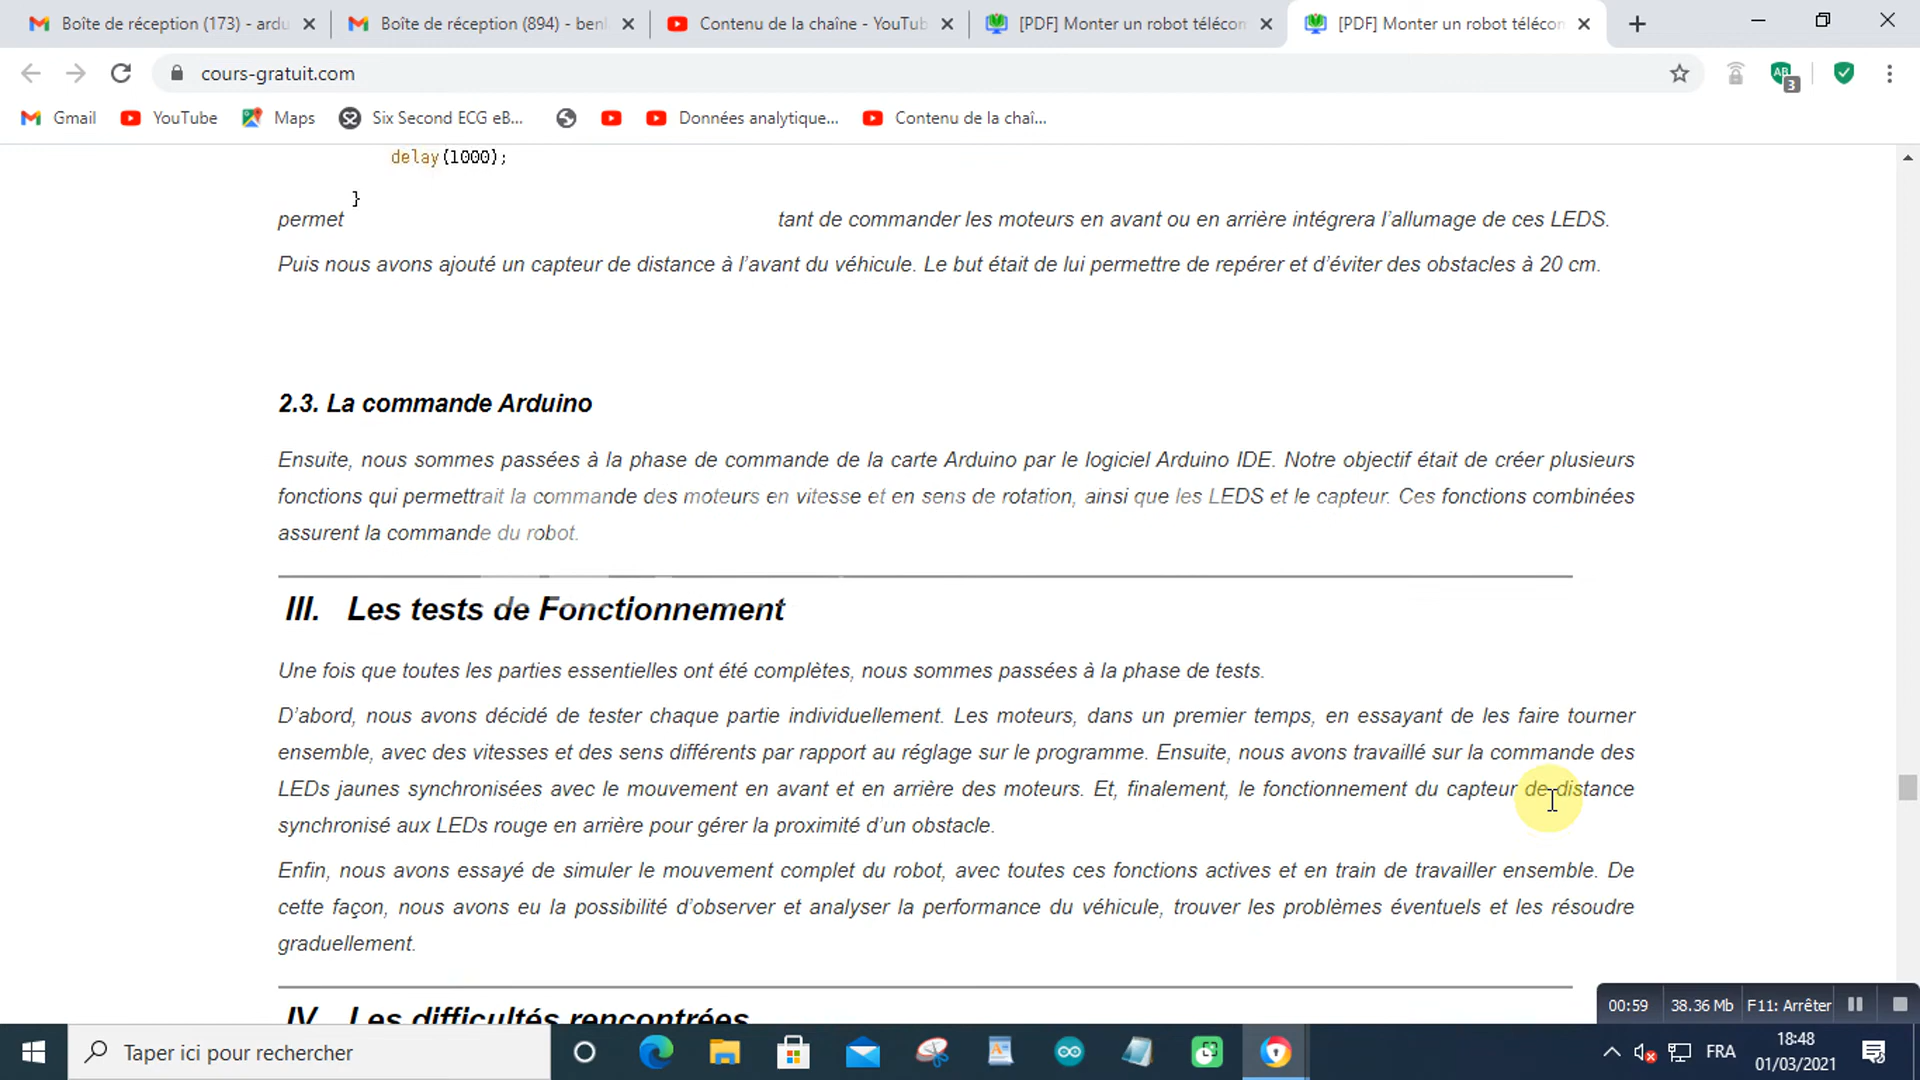 Boîte de réception (173) - ardu
Boîte de réception (894) - benl
Contenu de la chaîne - YouTub
[PDF] Monter un robot télécom
[PDF] Monter un robot télécom
cours-gratuit.com
3
Gmail
YouTube
Maps
Six Second ECG eB...
Données analytique...
Contenu de la chaî...
delay(1000);
}
permet tant de commander les moteurs en avant ou en arrière intégrera l'allumage de ces LEDS.
Puis nous avons ajouté un capteur de distance à l'avant du véhicule. Le but était de lui permettre de repérer et d'éviter des obstacles à 20 cm.
2.3. La commande Arduino
Ensuite, nous sommes passées à la phase de commande de la carte Arduino par le logiciel Arduino IDE. Notre objectif était de créer plusieurs
fonctions qui permettrait la commande des moteurs en vitesse et en sens de rotation, ainsi que les LEDS et le capteur. Ces fonctions combinées
assurent la commande du robot.
III. Les tests de Fonctionnement
Une fois que toutes les parties essentielles ont été complètes, nous sommes passées à la phase de tests.
D'abord, nous avons décidé de tester chaque partie individuellement. Les moteurs, dans un premier temps, en essayant de les faire tourner
ensemble, avec des vitesses et des sens différents par rapport au réglage sur le programme. Ensuite, nous avons travaillé sur la commande des
LEDs jaunes synchronisées avec le mouvement en avant et en arrière des moteurs. Et, finalement, le fonctionnement du capteur de distance
synchronisé aux LEDs rouge en arrière pour gérer la proximité d'un obstacle.
Enfin, nous avons essayé de simuler le mouvement complet du robot, avec toutes ces fonctions actives et en train de travailler ensemble. De
cette façon, nous avons eu la possibilité d'observer et analyser la performance du véhicule, trouver les problèmes éventuels et les résoudre
graduellement.
IV. Les difficultés rencontrées
00:59 38.36 Mb F11: Arrêter
Taper ici pour rechercher
FRA
18:48
01/03/2021